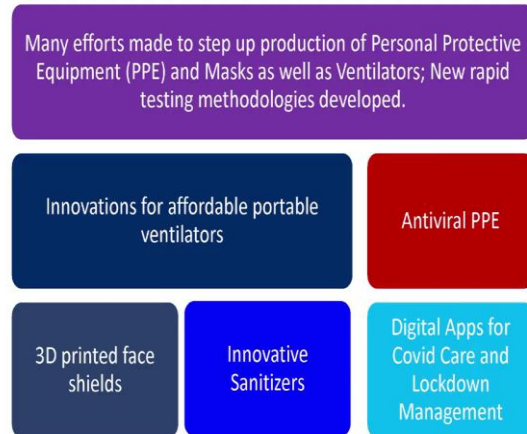 Many efforts made to step up production of Personal Protective
Equipment (PPE) and Masks as well as Ventilators; New rapid
testing methodologies developed.
Innovations for affordable portable
ventilators
Antiviral PPE
3D printed face
shields
Innovative
Sanitizers
Digital Apps for
Covid Care and
Lockdown
Management